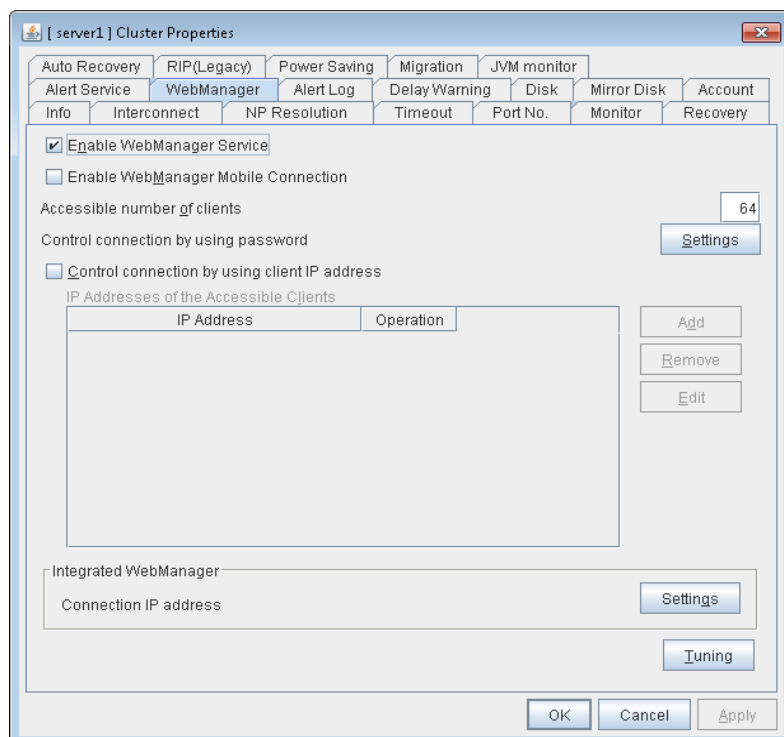 [ server1 ] Cluster Properties
Auto Recovery RIP(Legacy) Power Saving Migration JVM monitor
Alert Service WebManager Alert Log Delay Warning Disk Mirror Disk Account
Info Interconnect NP Resolution Timeout Port No. Monitor Recovery
Enable WebManager Service
Enable WebManager Mobile Connection
Accessible number of clients 64
Control connection by using password Settings
Control connection by using client IP address
IP Addresses of the Accessible Clients
IP Address Operation
Add
Remove
Edit
Integrated WebManager
Connection IP address Settings
Tuning
OK Cancel Apply